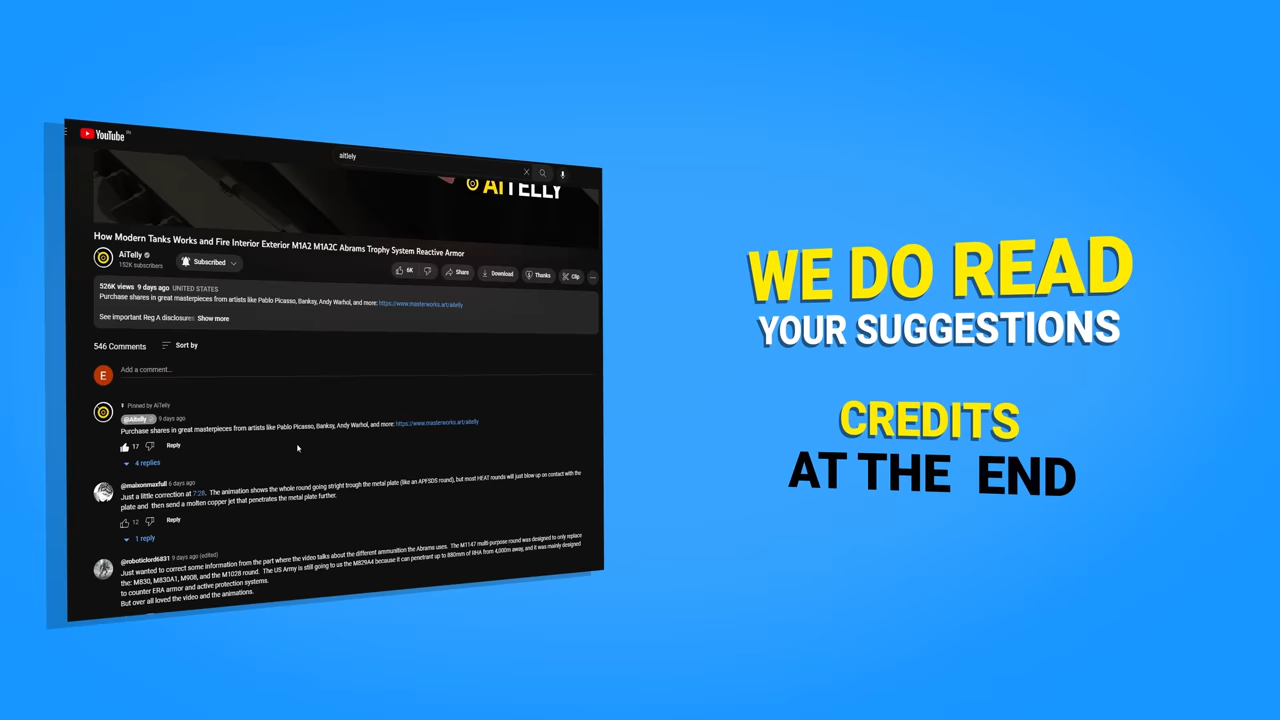 YouTube IN
aitlely
AiTELLY
How Modern Tanks Works and Fire Interior Exterior M1A2 M1A2C Abrams Trophy System Reactive Armor
AiTelly
152K subscribers
Subscribed
6K
Share
Download
Thanks
Clip
526K views 9 days ago UNITED STATES
Purchase shares in great masterpieces from artists like Pablo Picasso, Banksy, Andy Warhol, and more: https://www.masterworks.art/aitelly
See important Reg A disclosures: Show more
546 Comments
Sort by
E
Add a comment...
Pinned by AiTelly
@Aitelly 9 days ago
Purchase shares in great masterpieces from artists like Pablo Picasso, Banksy, Andy Warhol, and more: https://www.masterworks.art/aitelly
17
Reply
4 replies
@maixonmaxfull 6 days ago
Just a little correction at 7:26. The animation shows the whole round going stright trough the metal plate (like an APFSDS round), but most HEAT rounds will just blow up on contact with the
plate and then send a molten copper jet that penetrates the metal plate further.
12
Reply
1 reply
@roboticlord6831 9 days ago (edited)
Just wanted to correct some information from the part where the video talks about the different ammunition the Abrams uses. The M1147 multi-purpose round was designed to only replace
the: M830, M830A1, M908, and the M1028 round. The US Army is still going to us the M829A4 because it can penetrant up to 880mm of RHA from 4,000m away, and it was mainly designed
to counter ERA armor and active protection systems.
But over all loved the video and the animations.
WE DO READ
YOUR SUGGESTIONS
CREDITS
AT THE END